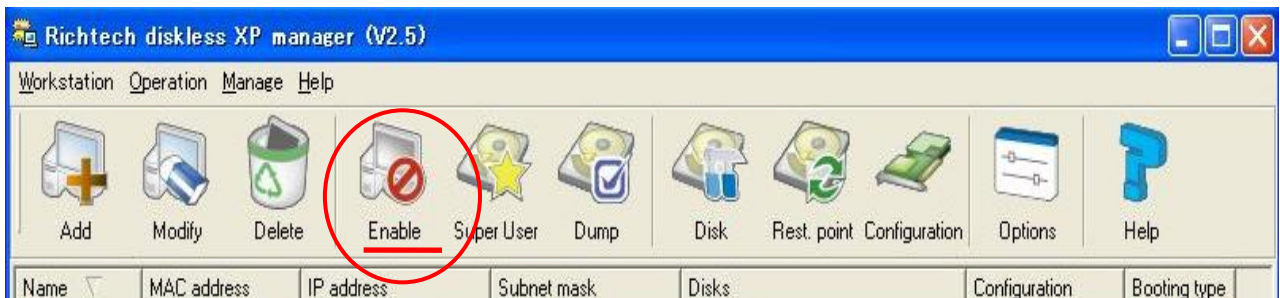 Richtech diskless XP manager (V2.5)
Workstation Operation Manage Help
Add Modify Delete Enable Super User Dump Disk Rest. point Configuration Options Help
Name MAC address IP address Subnet mask Disks Configuration Booting type